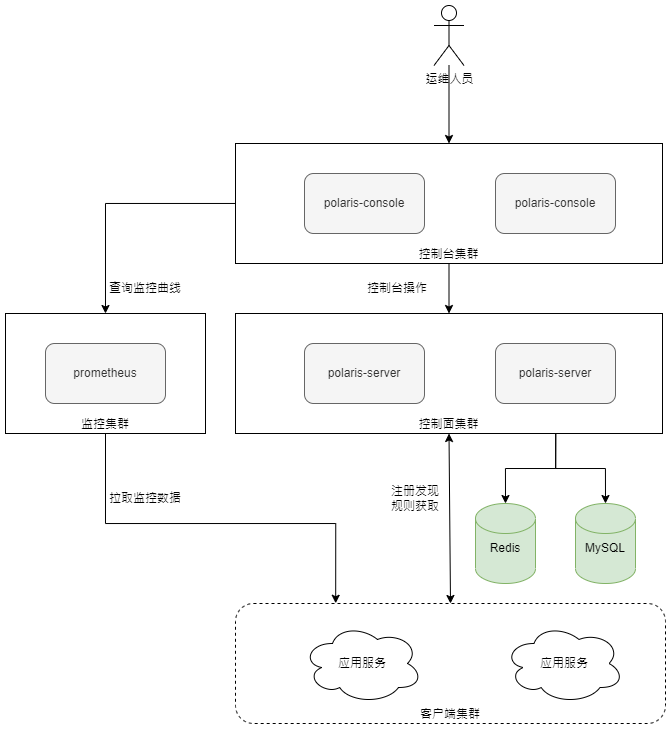 运维人员
polaris-console
polaris-console
控制台集群
查询监控曲线
控制台操作
prometheus
监控集群
polaris-server
polaris-server
控制面集群
拉取监控数据
注册发现
规则获取
Redis
MySQL
应用服务
应用服务
客户端集群